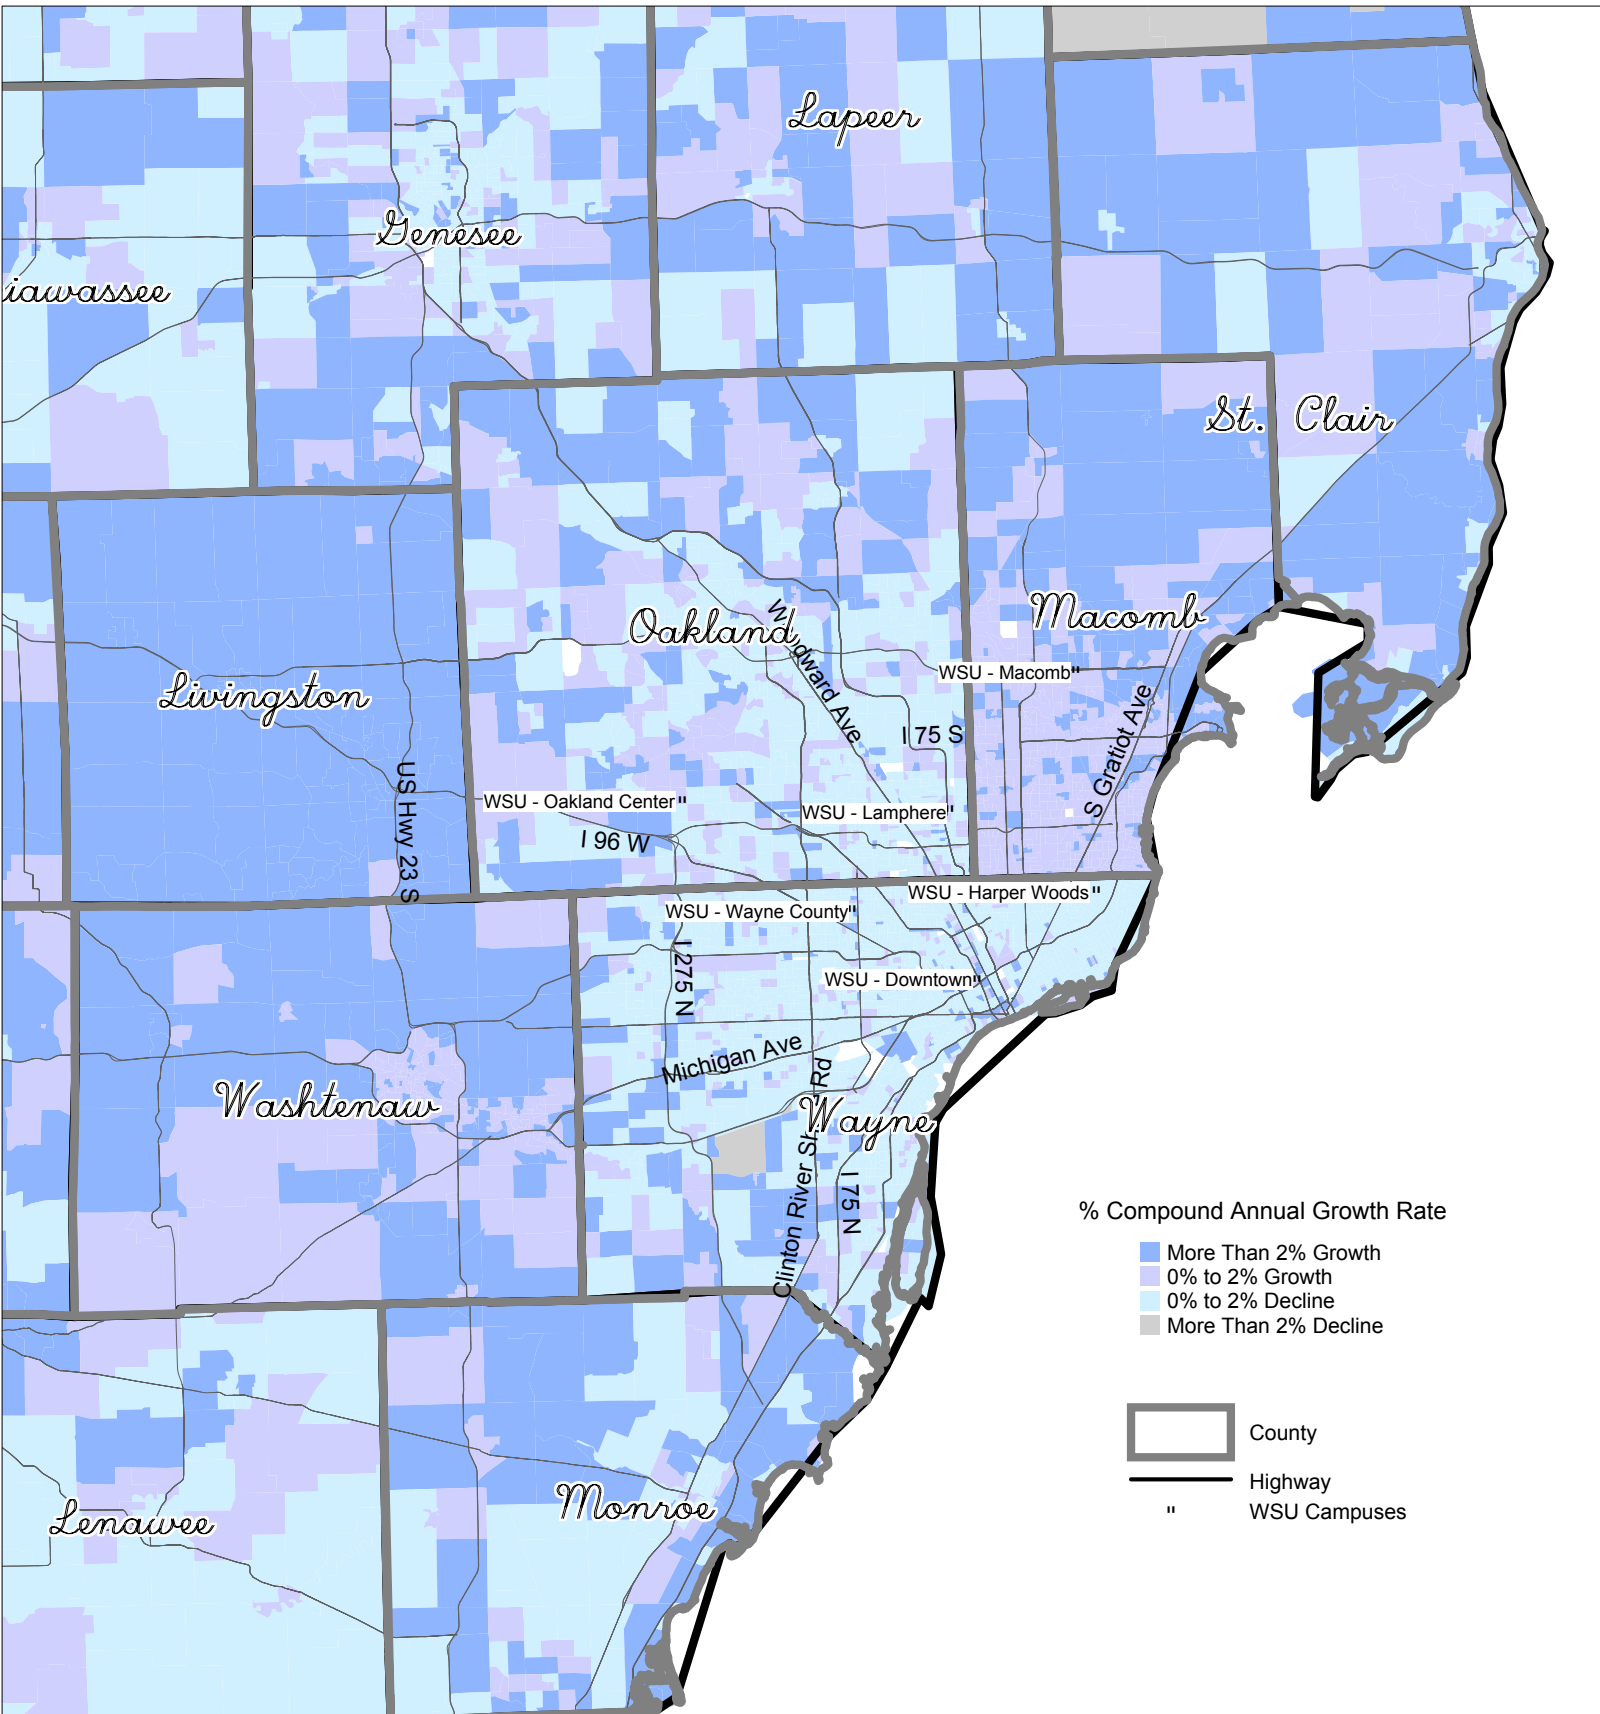 Lapeer
Genesee
iawassee
St. Clair
Oakland
Macomb
Woodward Ave
WSU - Macomb"
Livingston
S Gratiot Ave
I 75 S
US Hwy 23 S
WSU - Oakland Center"
WSU - Lamphere"
I 96 W
WSU - Harper Woods"
WSU - Wayne County"
I 275 N
WSU - Downtown"
Michigan Ave
Washtenaw
Wayne
Clinton River Rd
I 75 N
% Compound Annual Growth Rate
More Than 2% Growth
0% to 2% Growth
0% to 2% Decline
More Than 2% Decline
County
Highway
" WSU Campuses
Monroe
Lenawee